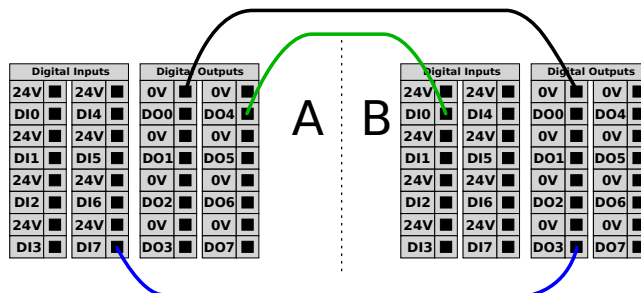 Digital Inputs Digital Outputs Digital Inputs Digital Outputs
24V 24V 0V 0V 24V 24V 0V 0V
DI0 DI4 DO0 DO4 A B DI0 DI4 DO0 DO4
24V 24V 0V 0V 24V 24V 0V 0V
DI1 DI5 DO1 DO5 DI1 DI5 DO1 DO5
24V 24V 0V 0V 24V 24V 0V 0V
DI2 DI6 DO2 DO6 DI2 DI6 DO2 DO6
24V 24V 0V 0V 24V 24V 0V 0V
DI3 DI7 DO3 DO7 DI3 DI7 DO3 DO7